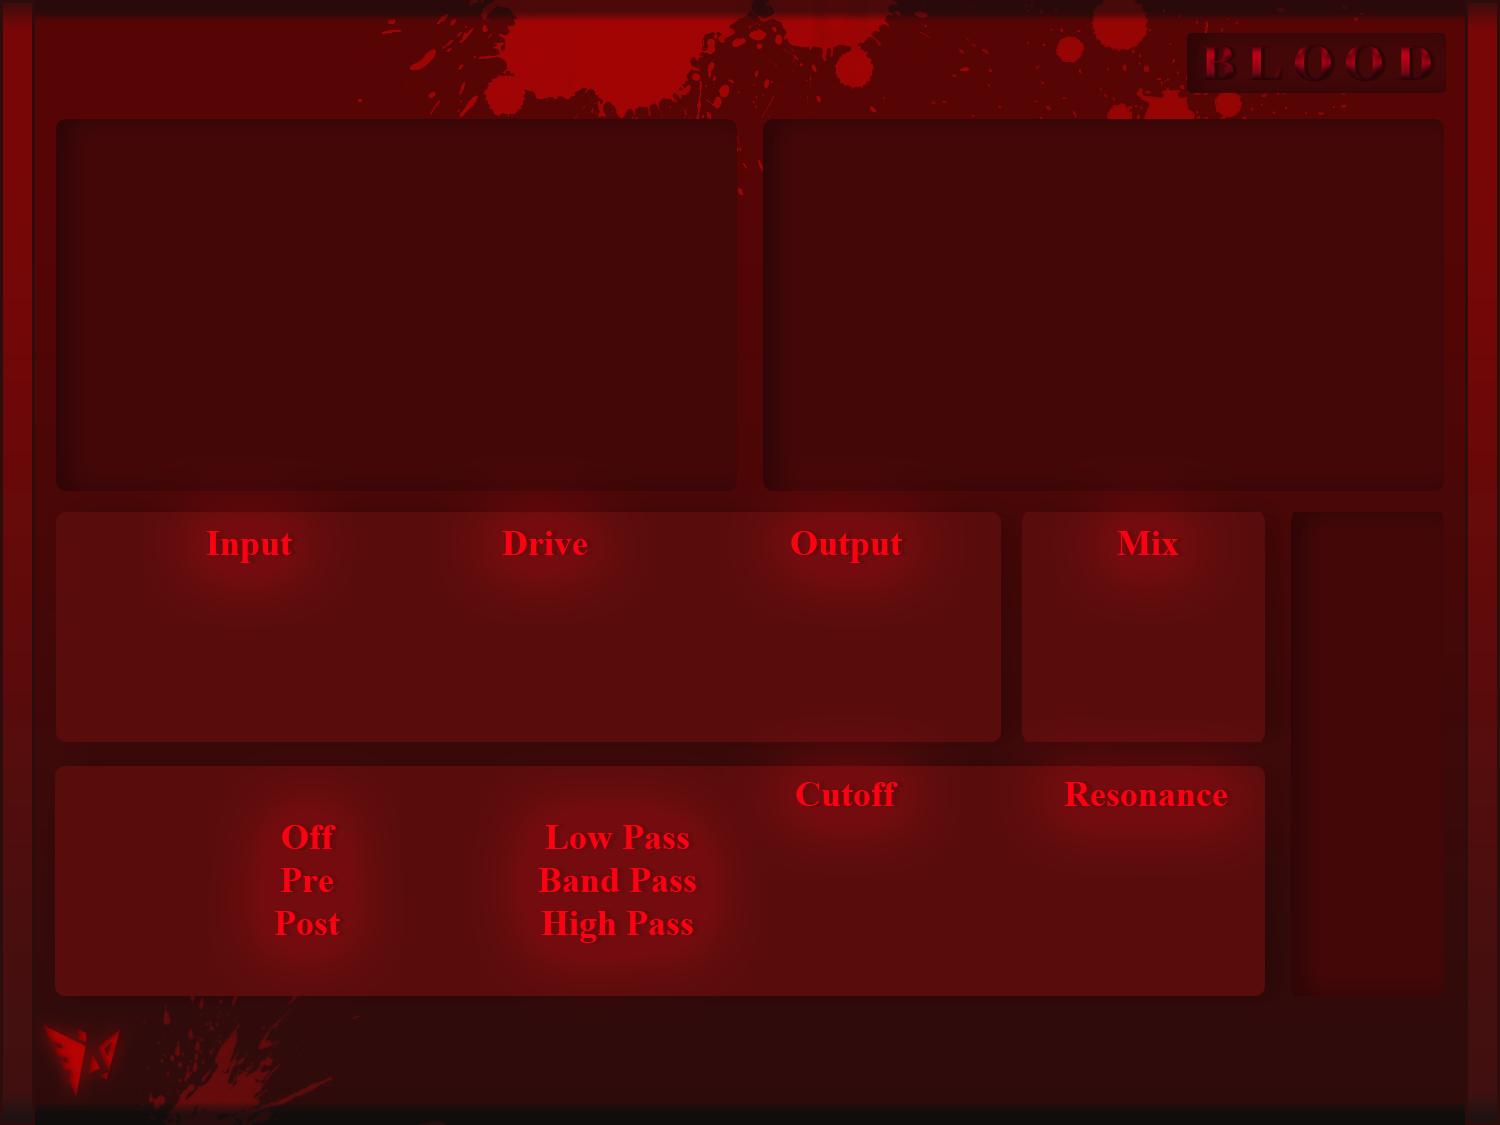 BLOOD
Input Drive Output Mix
Cutoff Resonance
Off Low Pass
Pre Band Pass
Post High Pass